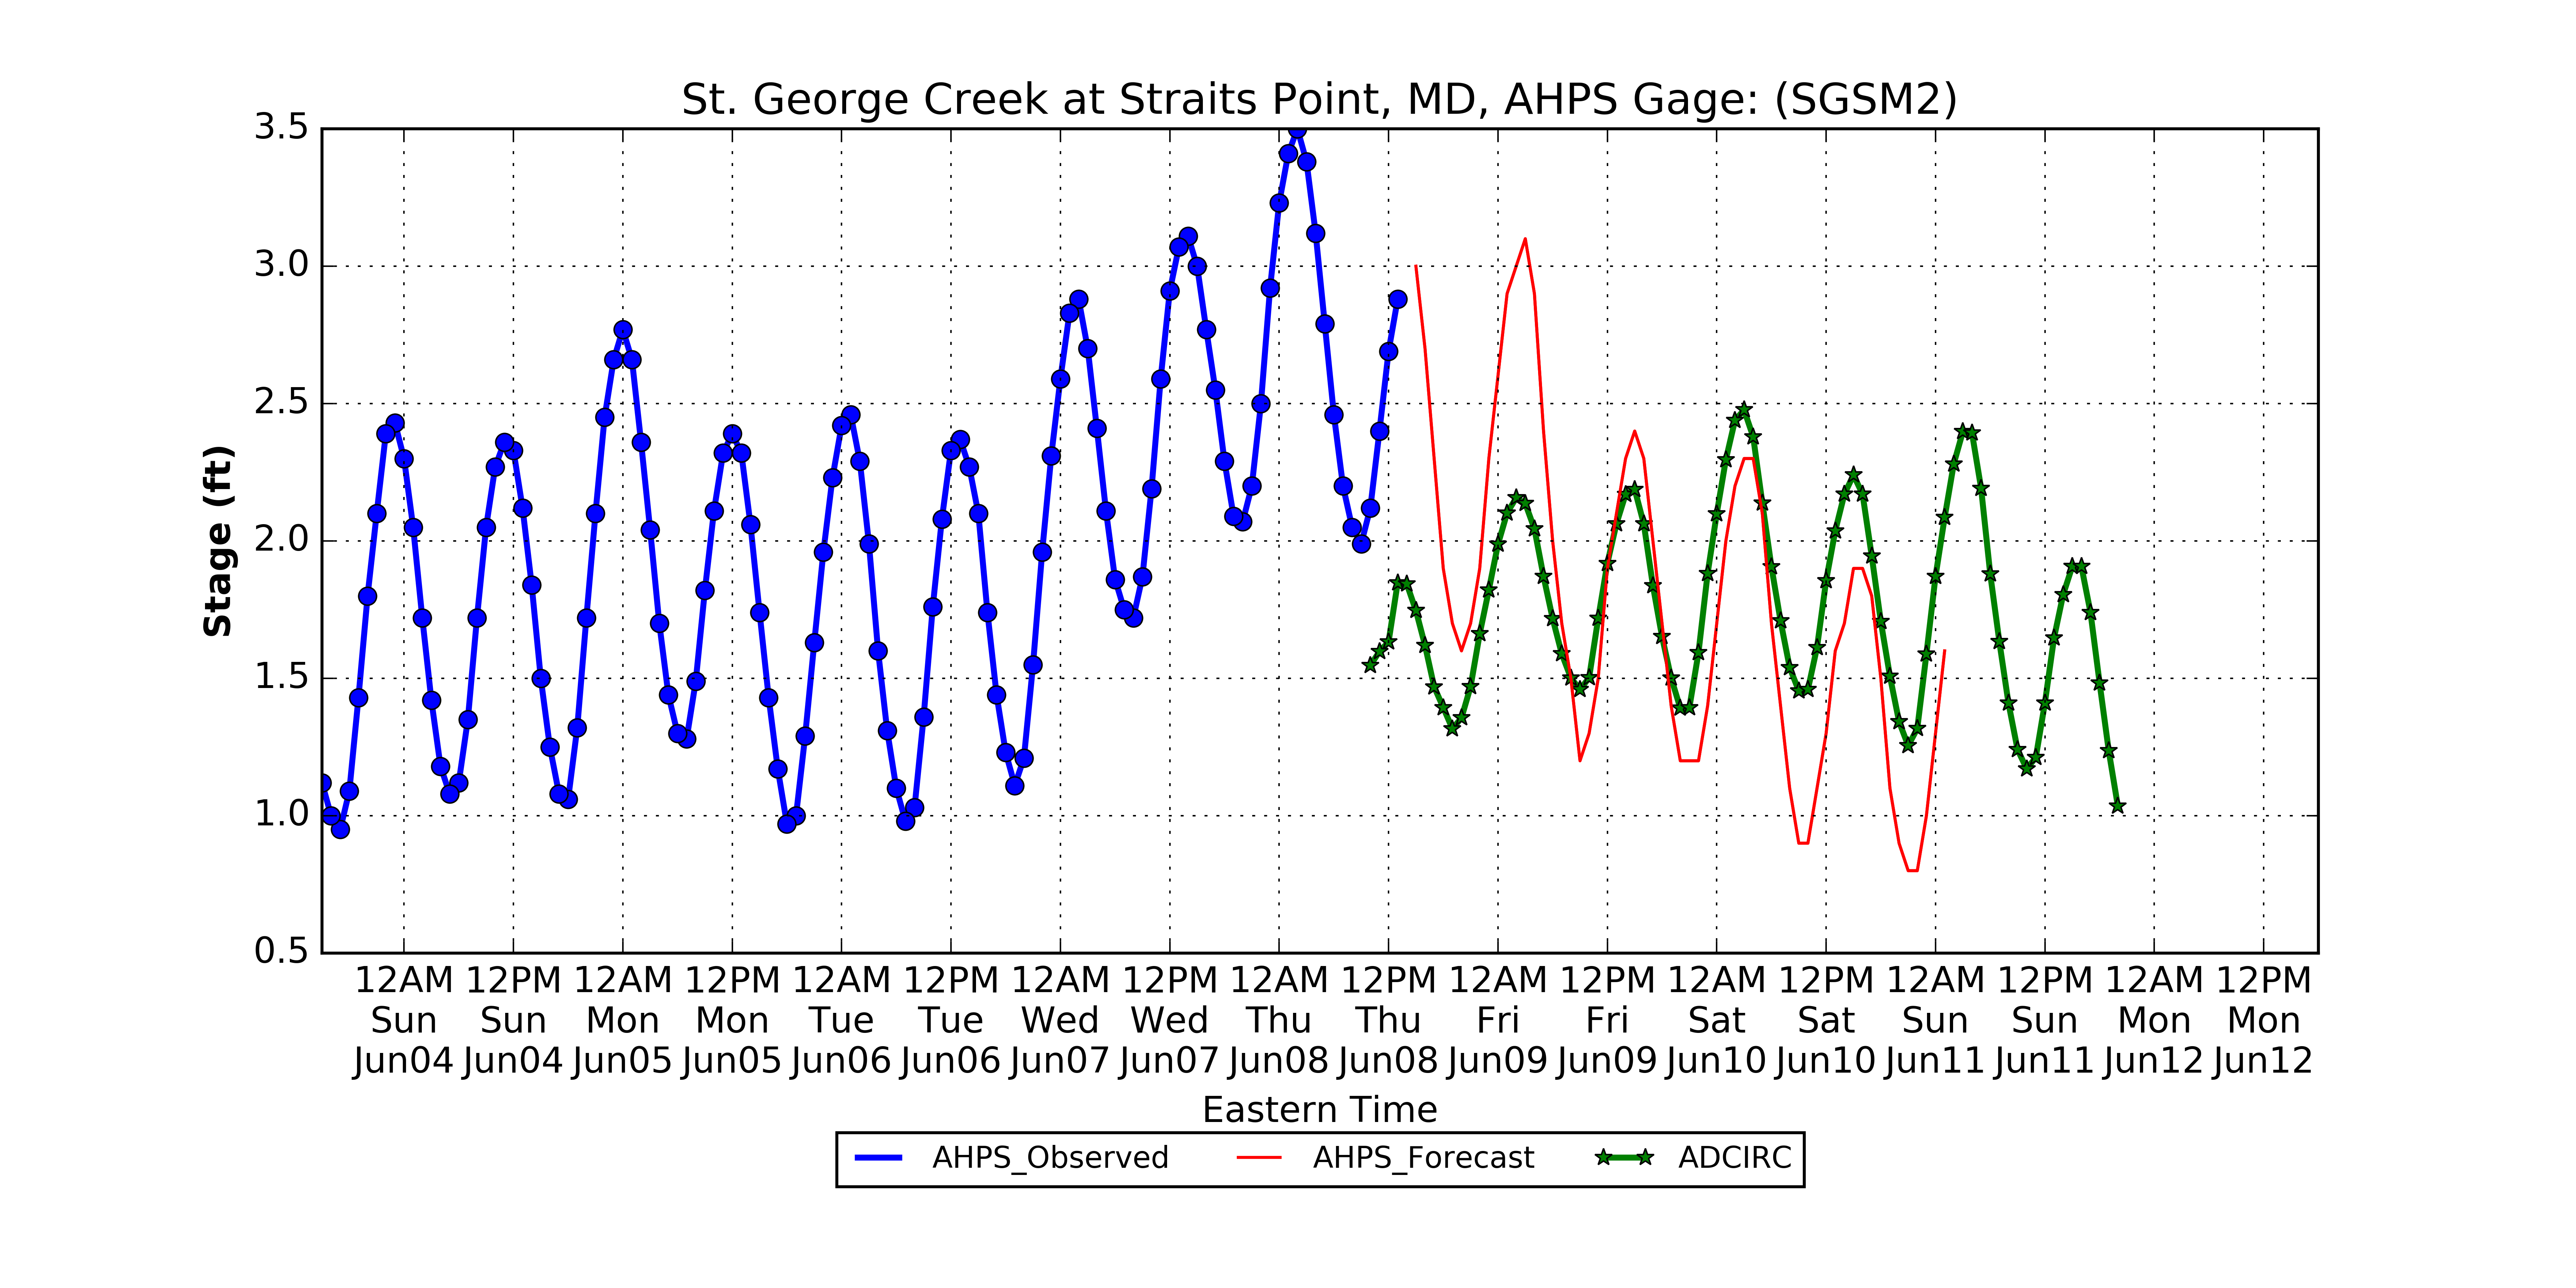 St. George Creek at Straits Point, MD, AHPS Gage: (SGSM2)
3.5
3.0
2.5
2.0
1.5
1.0
0.5
Stage (ft)
12AM 12PM 12AM 12PM 12AM 12PM 12AM 12PM 12AM 12PM 12AM 12PM 12AM 12PM 12AM 12PM 12AM 12PM
Sun Sun Mon Mon Tue Tue Wed Wed Thu Thu Fri Fri Sat Sat Sun Sun Mon Mon
Jun04 Jun04 Jun05 Jun05 Jun06 Jun06 Jun07 Jun07 Jun08 Jun08 Jun09 Jun09 Jun10 Jun10 Jun11 Jun11 Jun12 Jun12
Eastern Time
AHPS_Observed AHPS_Forecast ADCIRC